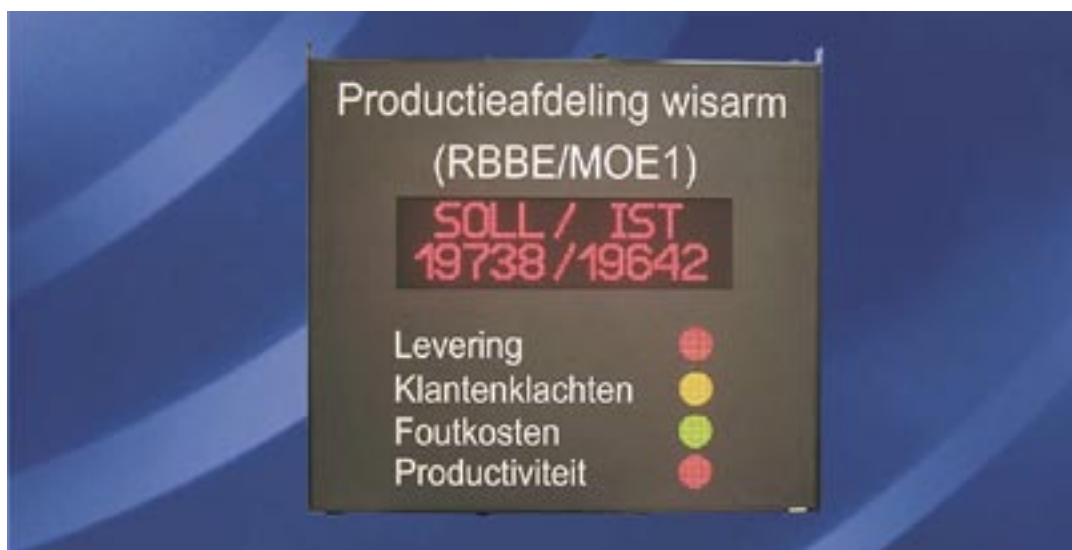 Productieafdeling wisarm
(RBBE/MOE1)
SOLL / IST
19738/19642
Levering
Klantenklachten
Foutkosten
Productiviteit